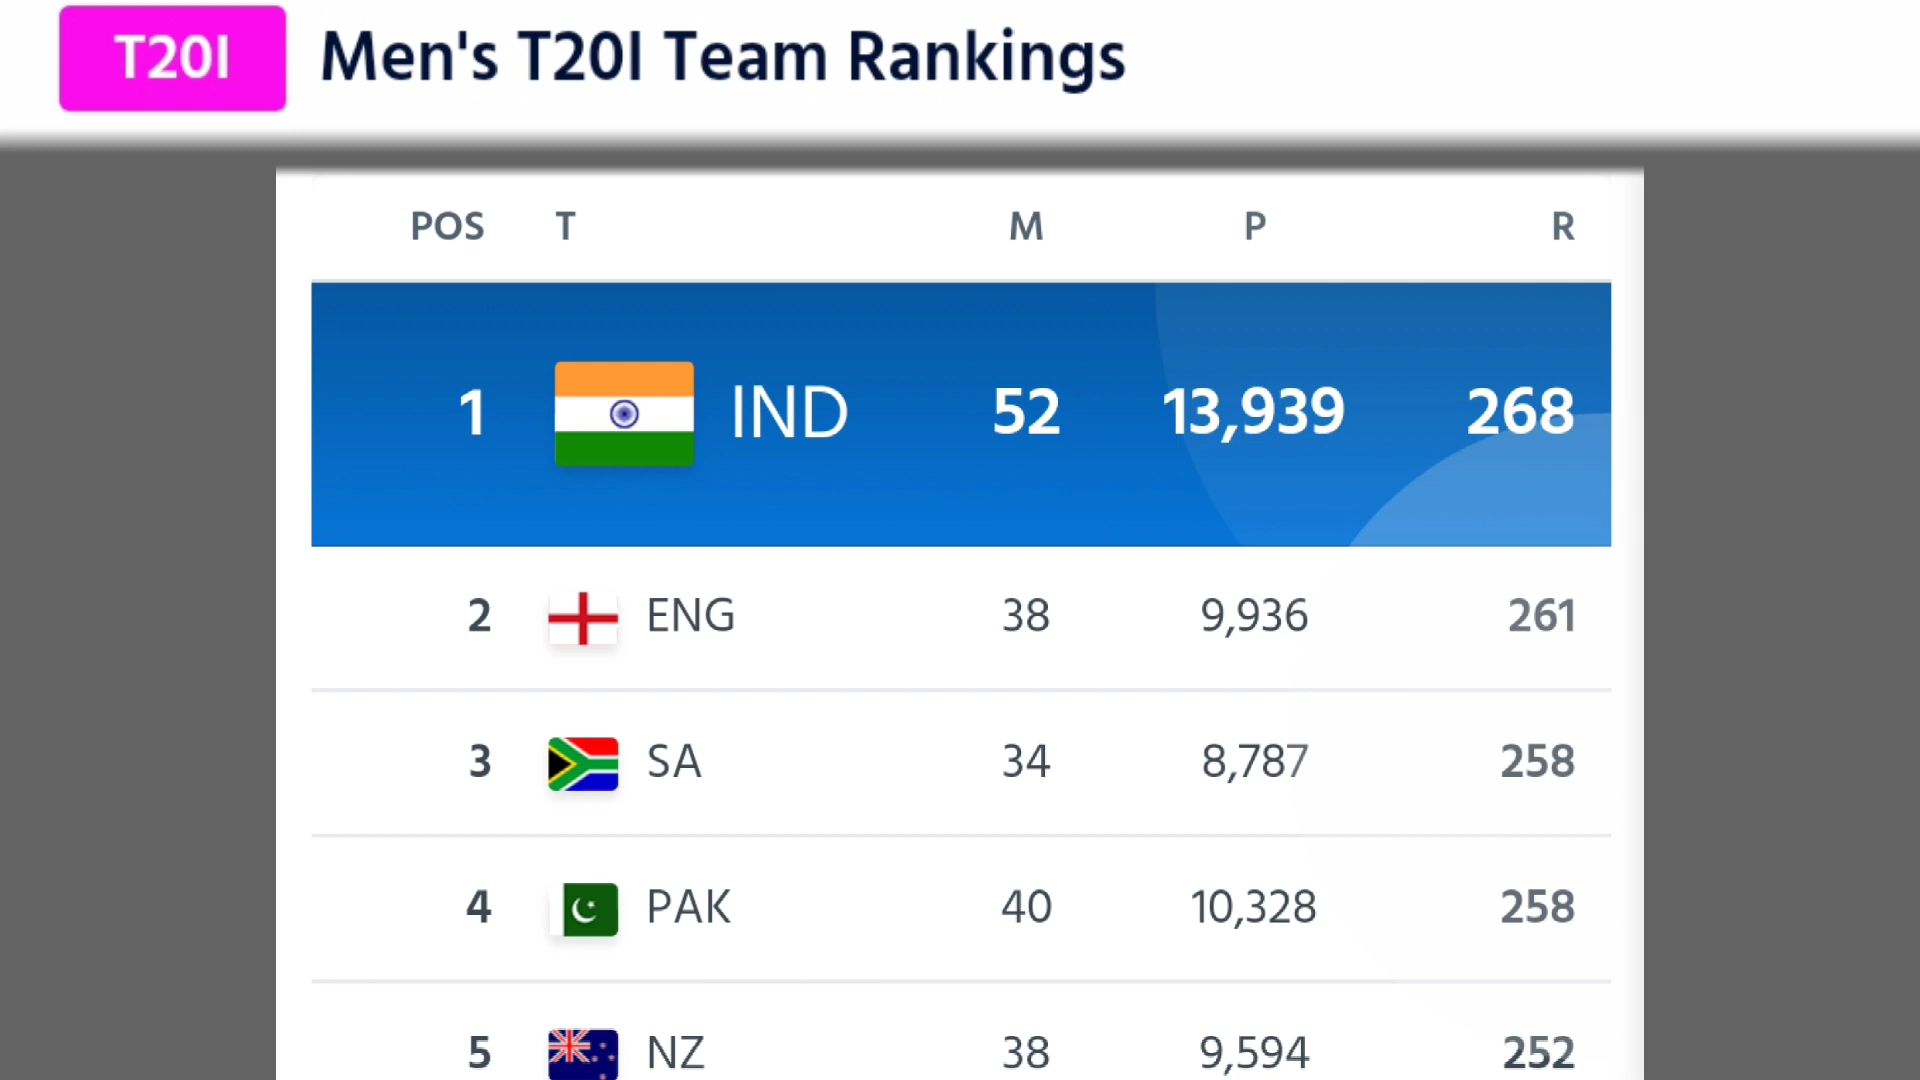 T20I Men's T20I Team Rankings
POS T M P R
1 IND 52 13,939 268
2 ENG 38 9,936 261
3 SA 34 8,787 258
4 PAK 40 10,328 258
5 NZ 38 9,594 252